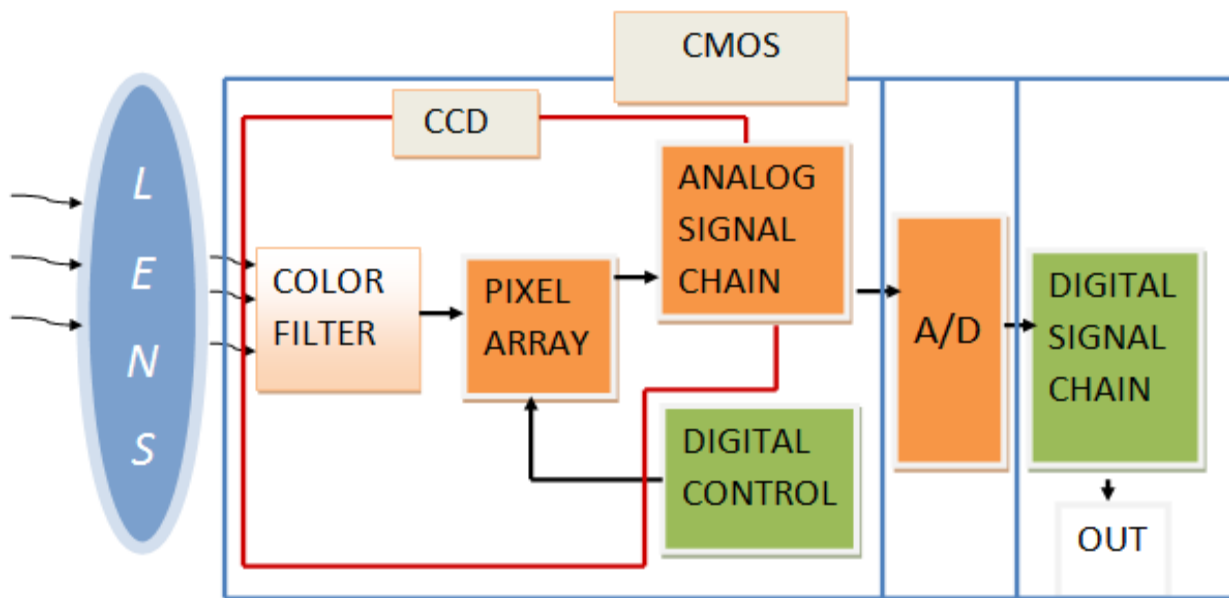 CMOS
CCD
L
E
N
S
COLOR
FILTER
PIXEL
ARRAY
ANALOG
SIGNAL
CHAIN
DIGITAL
CONTROL
A/D
DIGITAL
SIGNAL
CHAIN
OUT